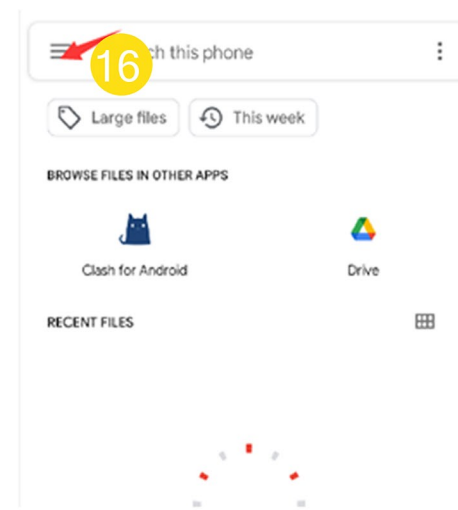 16
ch this phone
Large files
This week
BROWSE FILES IN OTHER APPS
Clash for Android
Drive
RECENT FILES